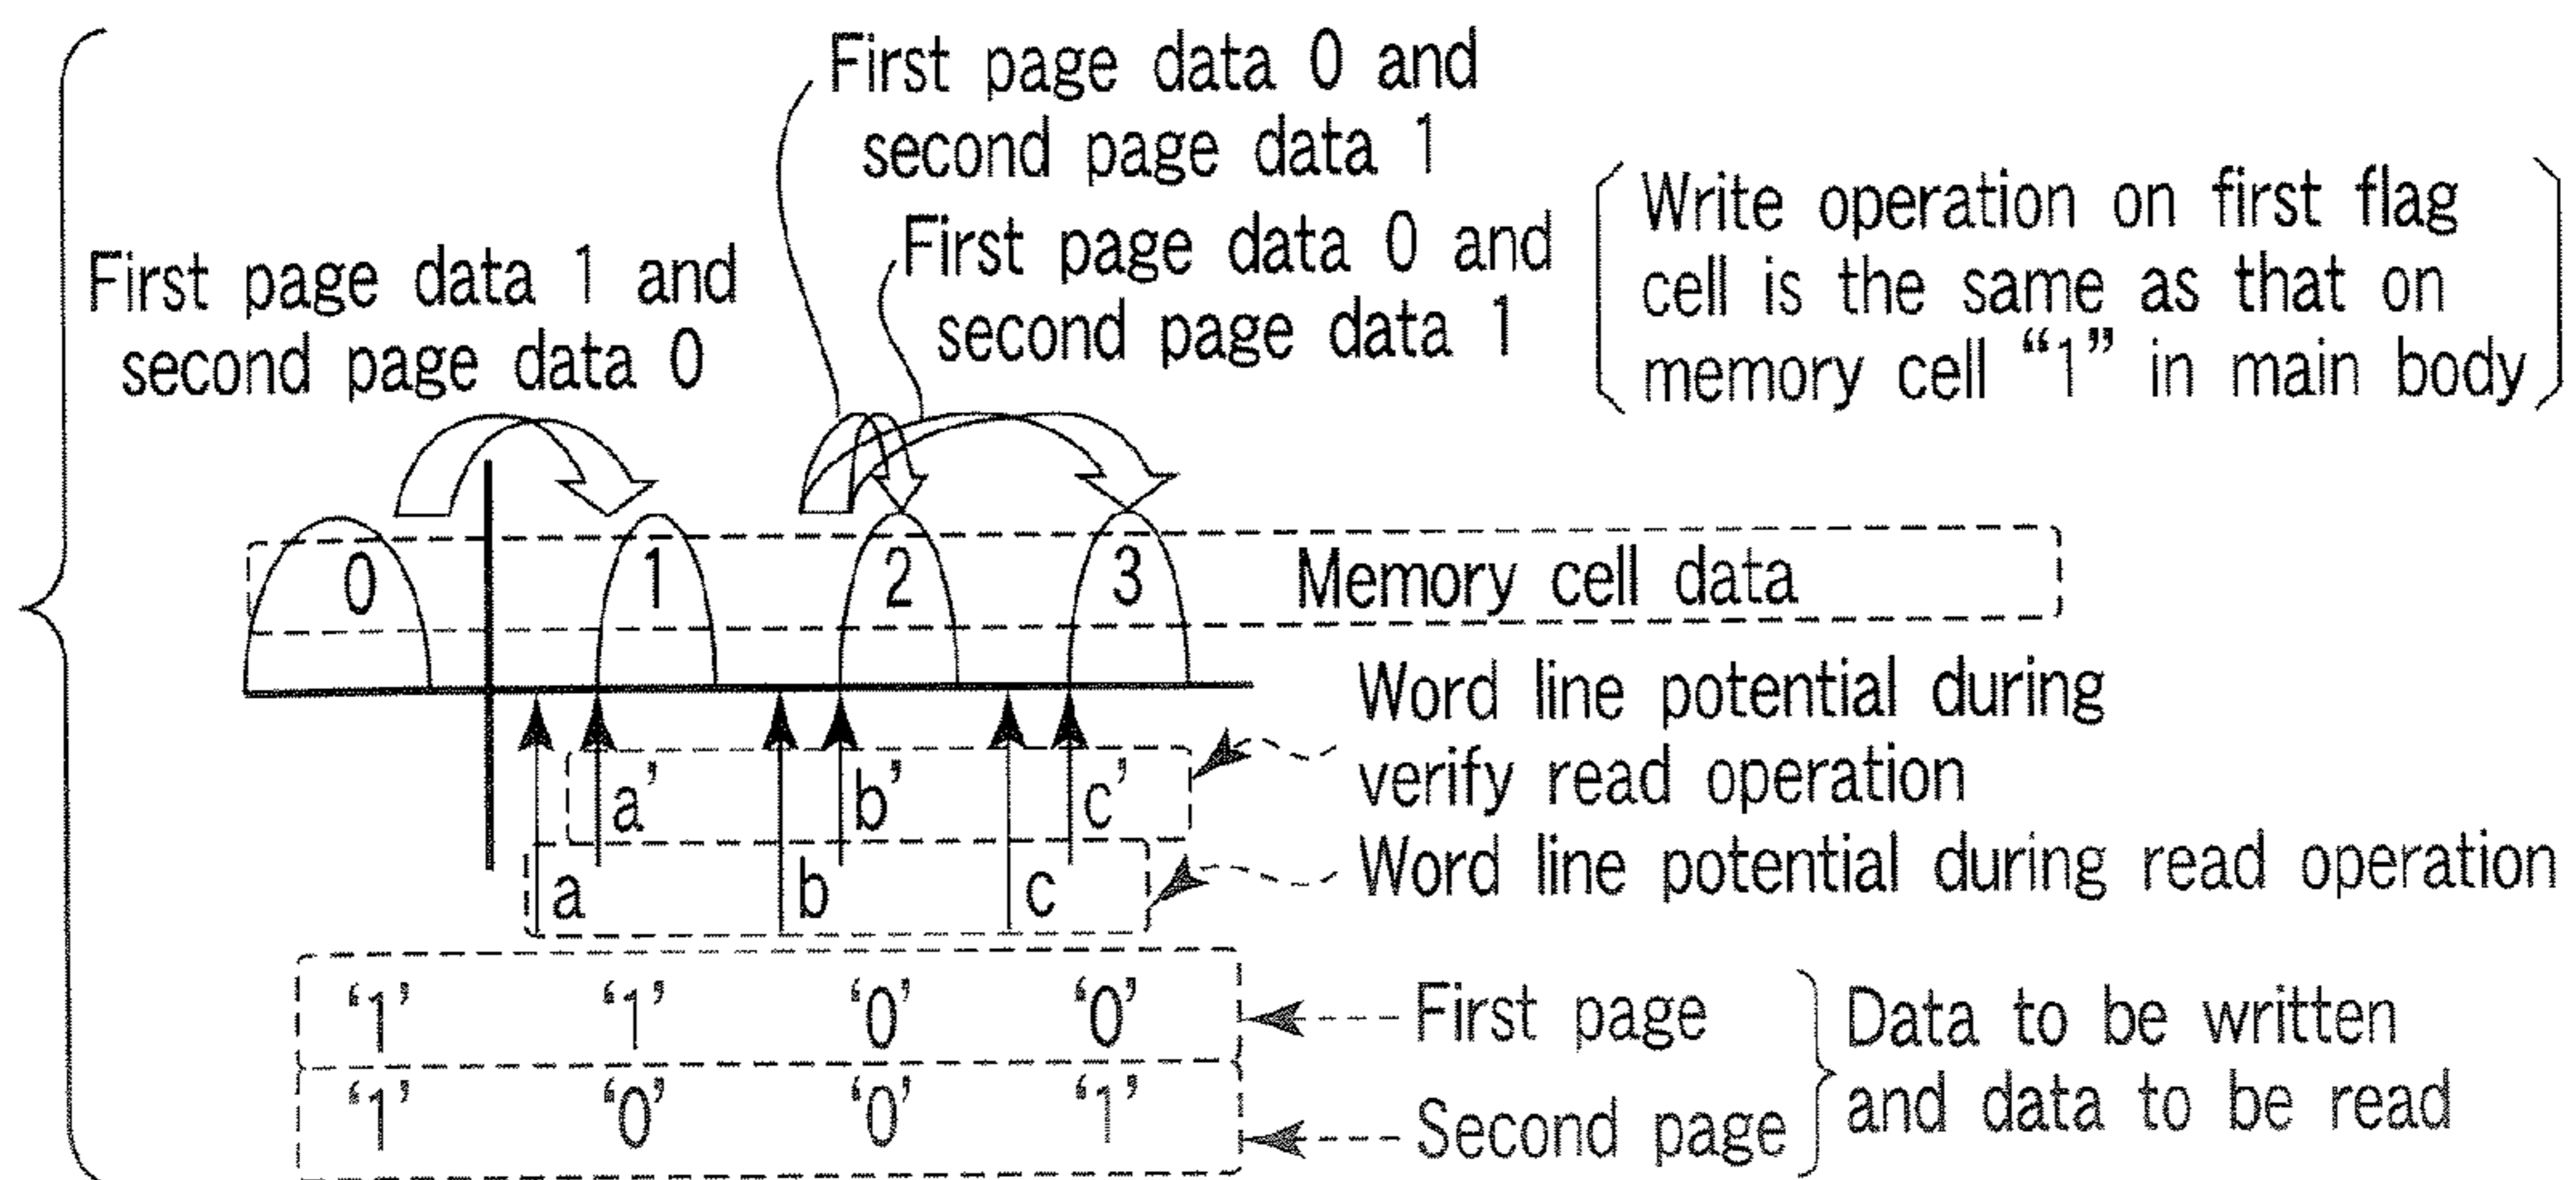 First page data 0 and
second page data 1
First page data 0 and
second page data 1
Write operation on first flag
cell is the same as that on
memory cell “1” in main body
First page data 1 and
second page data 0
0 1 2 3 Memory cell data
Word line potential during
verify read operation
a’ b’ c’
Word line potential during read operation
a b c
‘1’ ‘1’ ‘0’ ‘0’ First page
‘1’ ‘0’ ‘0’ ‘1’ Second page
Data to be written
and data to be read